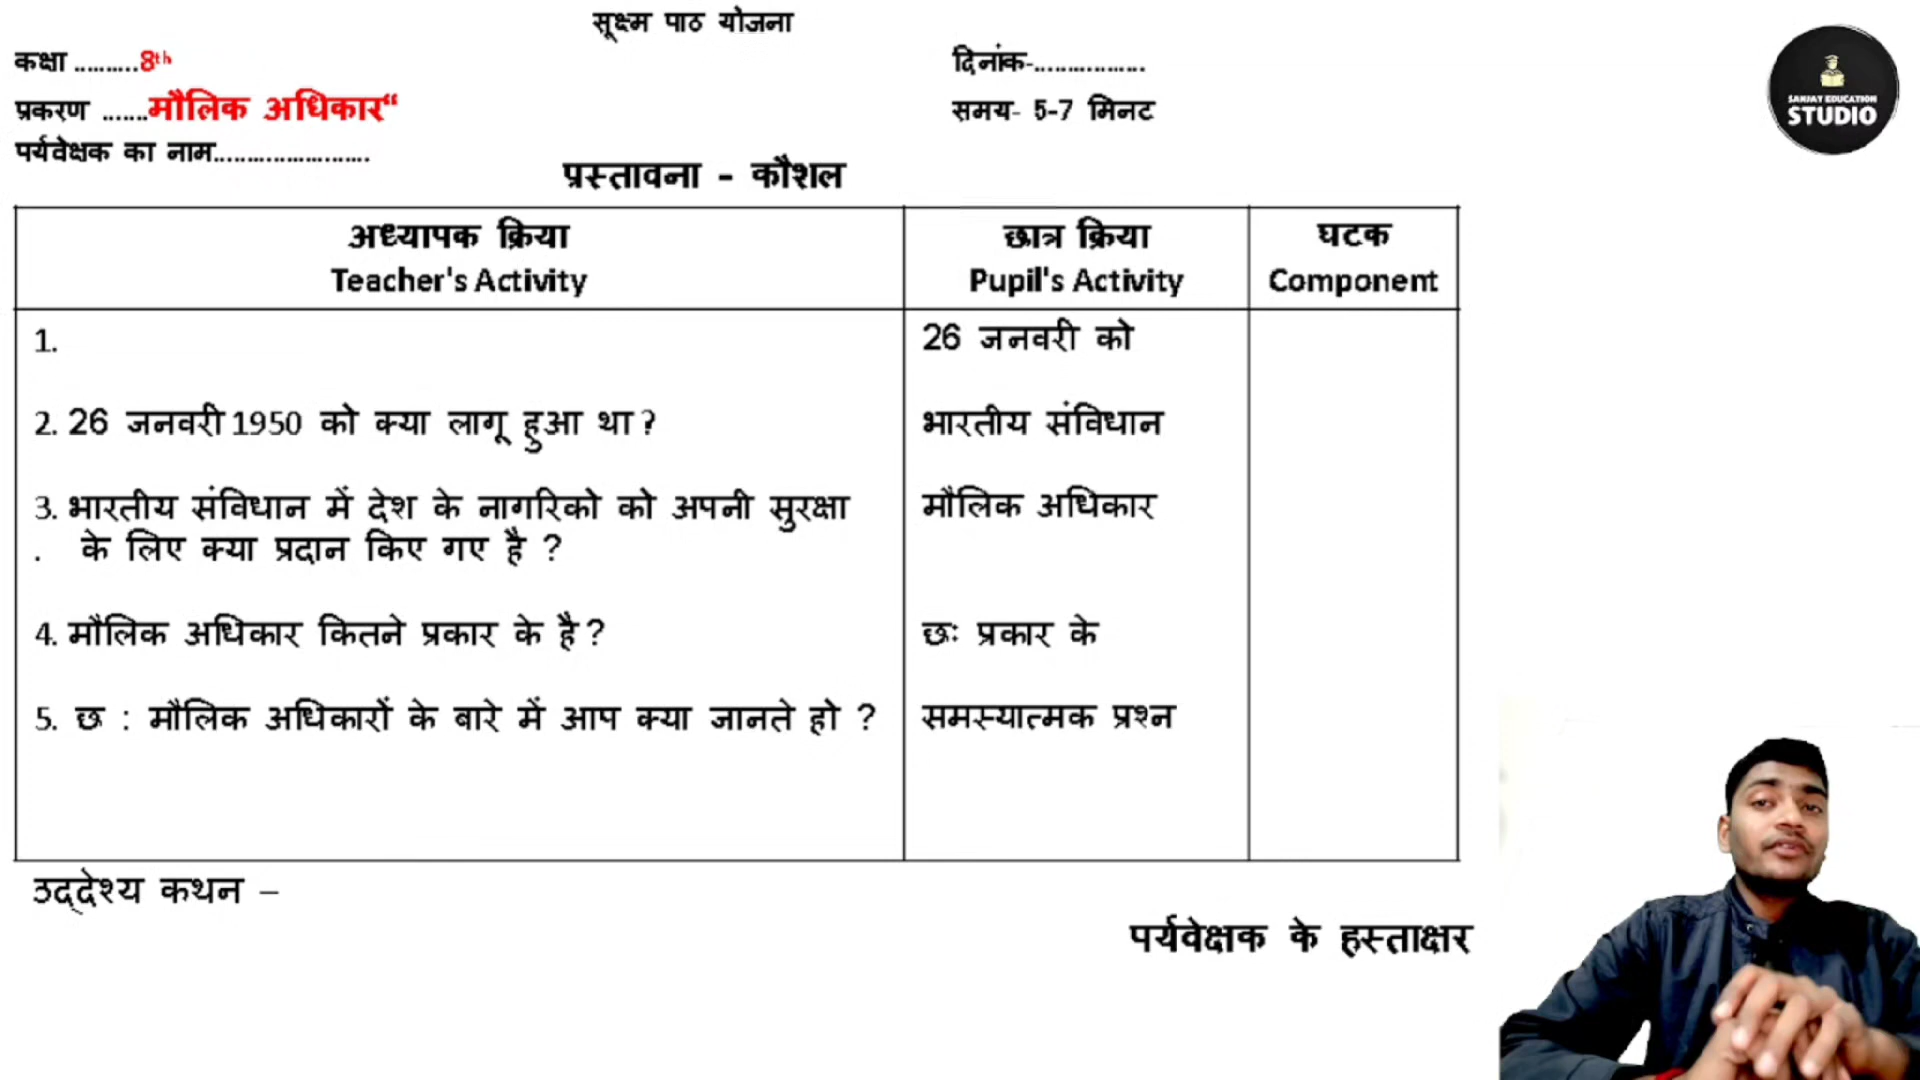 सूक्ष्म पाठ योजना
कक्षा ..........8th
दिनांक-.................
प्रकरण .......मौलिक अधिकार“
समय- 5-7 मिनट
पर्यवेक्षक का नाम........................
SANJAY EDUCATION
STUDIO
प्रस्तावना - कौशल
अध्यापक क्रिया
Teacher's Activity
छात्र क्रिया
Pupil's Activity
घटक
Component
1.
26 जनवरी को
2. 26 जनवरी 1950 को क्या लागू हुआ था ?
भारतीय संविधान
3. भारतीय संविधान में देश के नागरिको को अपनी सुरक्षा
. के लिए क्या प्रदान किए गए है ?
मौलिक अधिकार
4. मौलिक अधिकार कितने प्रकार के है ?
छः प्रकार के
5. छ : मौलिक अधिकारों के बारे में आप क्या जानते हो ?
समस्यात्मक प्रश्न
उद्देश्य कथन –
पर्यवेक्षक के हस्ताक्षर